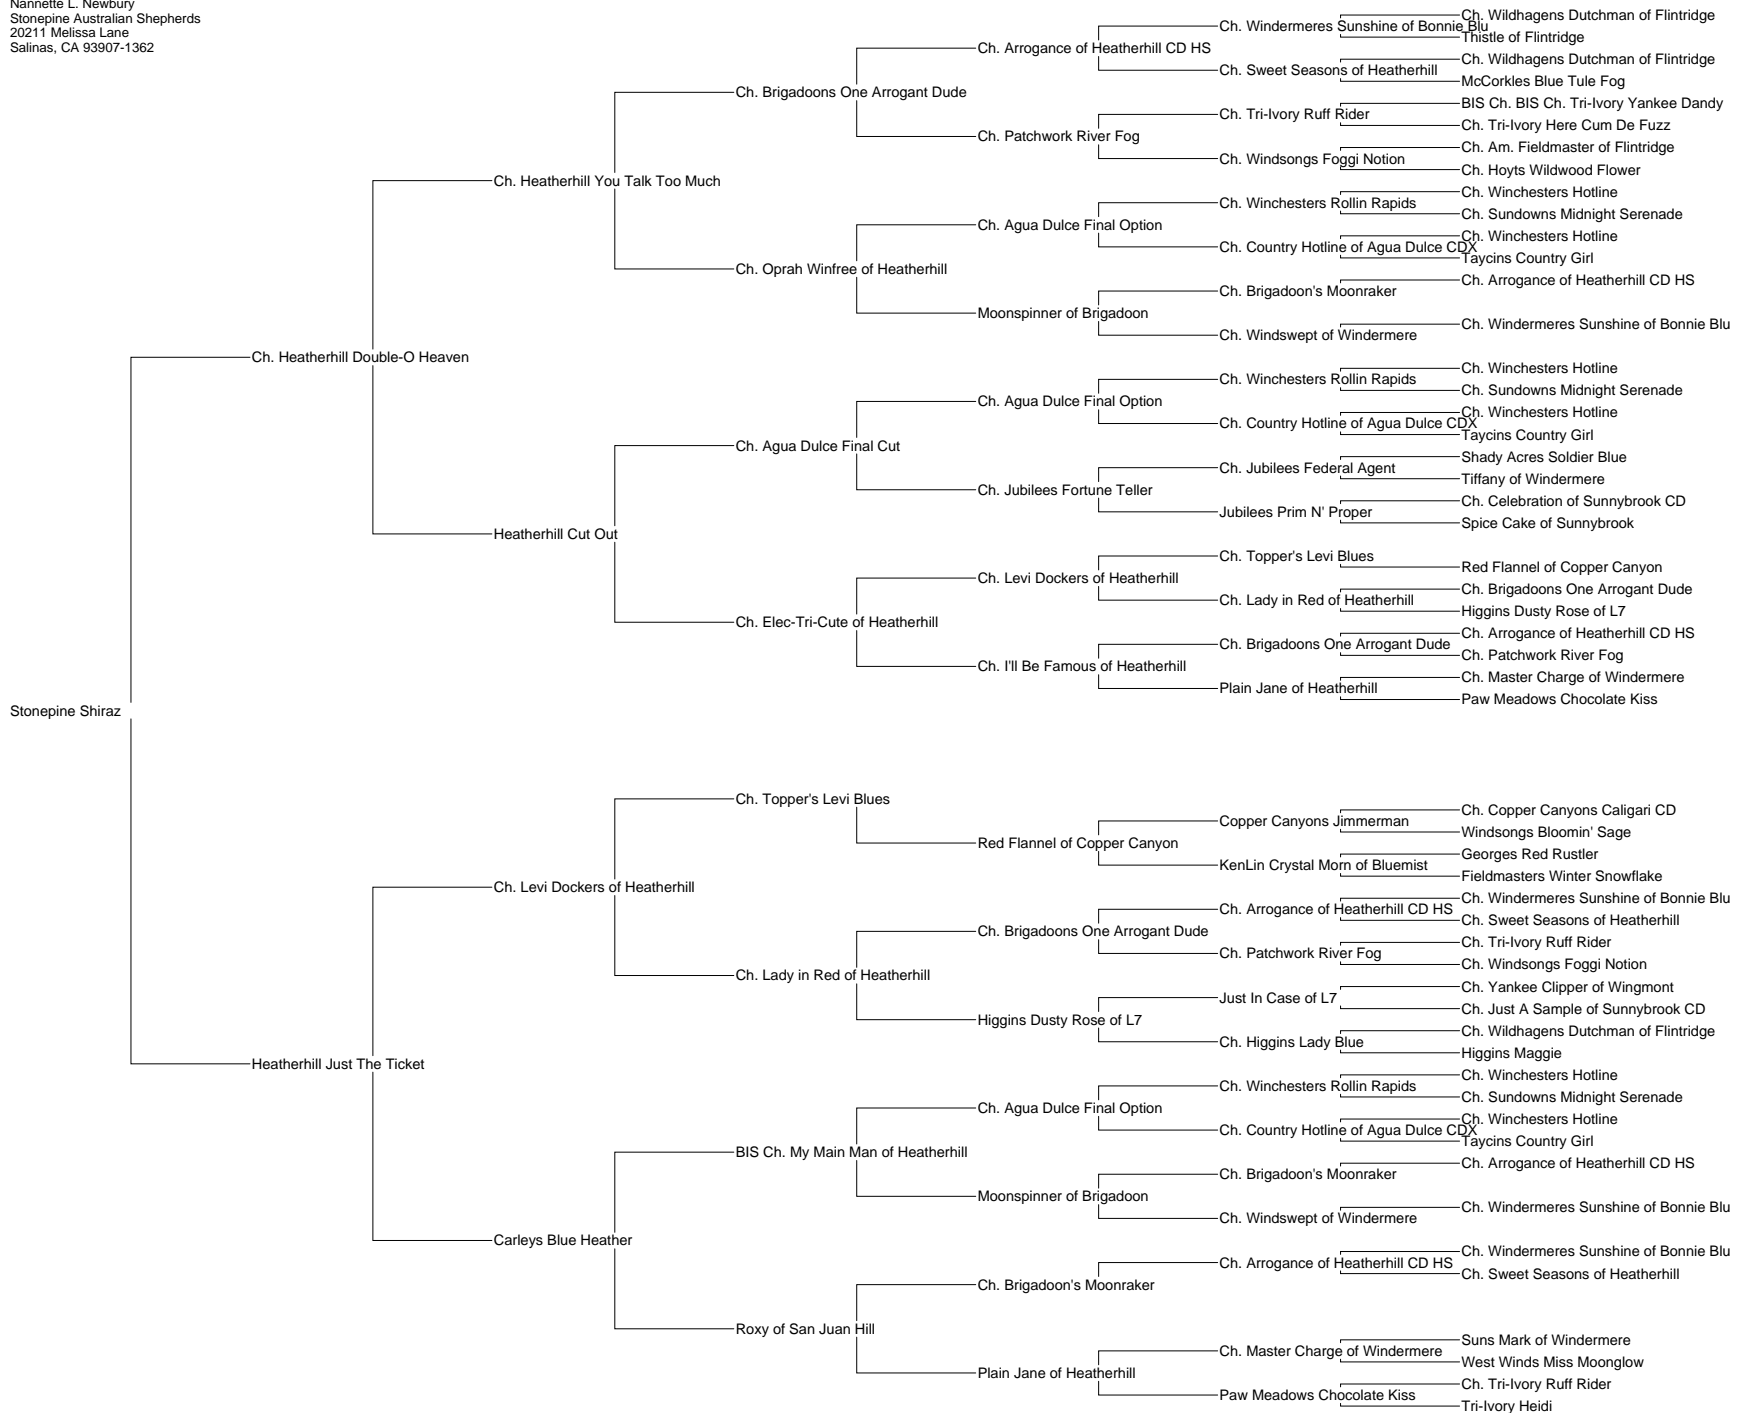 Nannette L. Newbury
Stonepine Australian Shepherds
20211 Melissa Lane
Salinas, CA 93907-1362
Ch. Wildhagens Dutchman of Flintridge
Ch. Windermeres Sunshine of Bonnie Blu
Thistle of Flintridge
Ch. Arrogance of Heatherhill CD HS
Ch. Wildhagens Dutchman of Flintridge
Ch. Sweet Seasons of Heatherhill
McCorkles Blue Tule Fog
Ch. Brigadoons One Arrogant Dude
BIS Ch. BIS Ch. Tri-Ivory Yankee Dandy
Ch. Tri-Ivory Ruff Rider
Ch. Tri-Ivory Here Cum De Fuzz
Ch. Patchwork River Fog
Ch. Am. Fieldmaster of Flintridge
Ch. Windsongs Foggi Notion
Ch. Hoyts Wildwood Flower
Ch. Heatherhill You Talk Too Much
Ch. Winchesters Hotline
Ch. Winchesters Rollin Rapids
Ch. Sundowns Midnight Serenade
Ch. Agua Dulce Final Option
Ch. Winchesters Hotline
Ch. Country Hotline of Agua Dulce CDX
Taycins Country Girl
Ch. Oprah Winfree of Heatherhill
Ch. Arrogance of Heatherhill CD HS
Ch. Brigadoon's Moonraker
Moonspinner of Brigadoon
Ch. Windermeres Sunshine of Bonnie Blu
Ch. Windswept of Windermere
Ch. Heatherhill Double-O Heaven
Ch. Winchesters Hotline
Ch. Winchesters Rollin Rapids
Ch. Sundowns Midnight Serenade
Ch. Agua Dulce Final Option
Ch. Winchesters Hotline
Ch. Country Hotline of Agua Dulce CDX
Taycins Country Girl
Ch. Agua Dulce Final Cut
Shady Acres Soldier Blue
Ch. Jubilees Federal Agent
Tiffany of Windermere
Ch. Jubilees Fortune Teller
Ch. Celebration of Sunnybrook CD
Jubilees Prim N' Proper
Spice Cake of Sunnybrook
Heatherhill Cut Out
Ch. Topper's Levi Blues
Red Flannel of Copper Canyon
Ch. Levi Dockers of Heatherhill
Ch. Brigadoons One Arrogant Dude
Ch. Lady in Red of Heatherhill
Higgins Dusty Rose of L7
Ch. Elec-Tri-Cute of Heatherhill
Ch. Arrogance of Heatherhill CD HS
Ch. Brigadoons One Arrogant Dude
Ch. Patchwork River Fog
Ch. I'll Be Famous of Heatherhill
Ch. Master Charge of Windermere
Plain Jane of Heatherhill
Paw Meadows Chocolate Kiss
Stonepine Shiraz
Ch. Topper's Levi Blues
Ch. Copper Canyons Caligari CD
Copper Canyons Jimmerman
Windsongs Bloomin' Sage
Red Flannel of Copper Canyon
Georges Red Rustler
KenLin Crystal Morn of Bluemist
Fieldmasters Winter Snowflake
Ch. Levi Dockers of Heatherhill
Ch. Windermeres Sunshine of Bonnie Blu
Ch. Arrogance of Heatherhill CD HS
Ch. Sweet Seasons of Heatherhill
Ch. Brigadoons One Arrogant Dude
Ch. Tri-Ivory Ruff Rider
Ch. Patchwork River Fog
Ch. Windsongs Foggi Notion
Ch. Lady in Red of Heatherhill
Ch. Yankee Clipper of Wingmont
Just In Case of L7
Ch. Just A Sample of Sunnybrook CD
Higgins Dusty Rose of L7
Ch. Wildhagens Dutchman of Flintridge
Ch. Higgins Lady Blue
Higgins Maggie
Heatherhill Just The Ticket
Ch. Winchesters Hotline
Ch. Winchesters Rollin Rapids
Ch. Sundowns Midnight Serenade
Ch. Agua Dulce Final Option
Ch. Winchesters Hotline
Ch. Country Hotline of Agua Dulce CDX
Taycins Country Girl
BIS Ch. My Main Man of Heatherhill
Ch. Arrogance of Heatherhill CD HS
Ch. Brigadoon's Moonraker
Moonspinner of Brigadoon
Ch. Windermeres Sunshine of Bonnie Blu
Ch. Windswept of Windermere
Carleys Blue Heather
Ch. Windermeres Sunshine of Bonnie Blu
Ch. Arrogance of Heatherhill CD HS
Ch. Sweet Seasons of Heatherhill
Ch. Brigadoon's Moonraker
Roxy of San Juan Hill
Suns Mark of Windermere
Ch. Master Charge of Windermere
West Winds Miss Moonglow
Plain Jane of Heatherhill
Ch. Tri-Ivory Ruff Rider
Paw Meadows Chocolate Kiss
Tri-Ivory Heidi